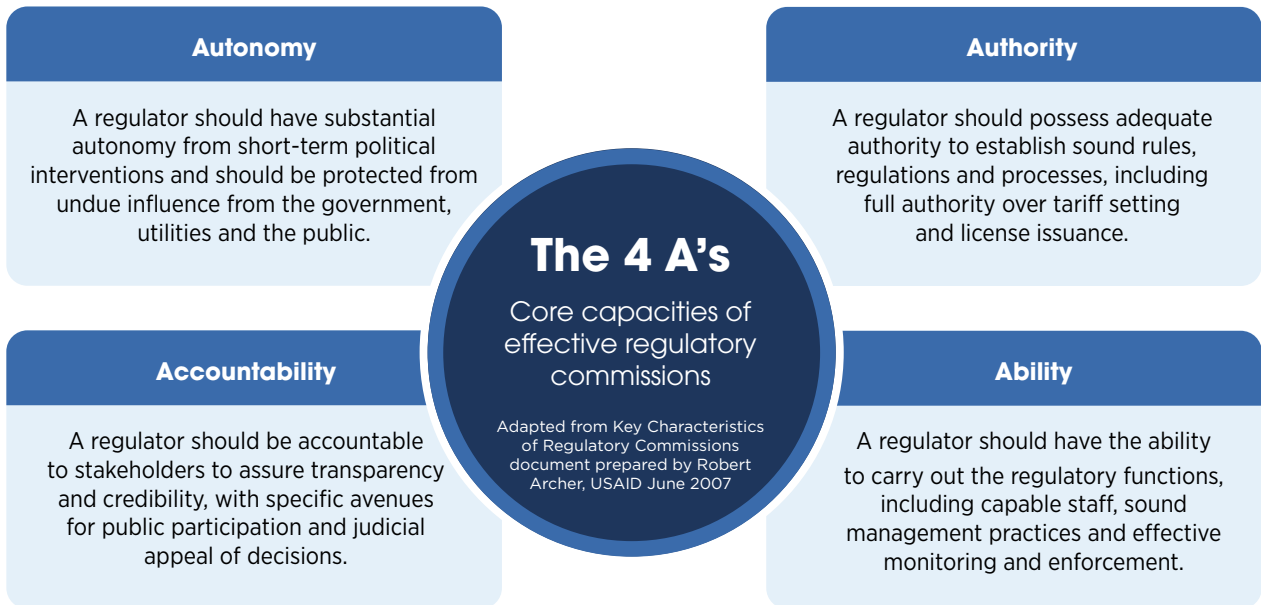 Autonomy
A regulator should have substantial
autonomy from short-term political
interventions and should be protected from
undue influence from the government,
utilities and the public.
Authority
A regulator should possess adequate
authority to establish sound rules,
regulations and processes, including
full authority over tariff setting
and license issuance.
The 4 A’s
Core capacities of
effective regulatory
commissions
Adapted from Key Characteristics
of Regulatory Commissions
document prepared by Robert
Archer, USAID June 2007
Accountability
A regulator should be accountable
to stakeholders to assure transparency
and credibility, with specific avenues
for public participation and judicial
appeal of decisions.
Ability
A regulator should have the ability
to carry out the regulatory functions,
including capable staff, sound
management practices and effective
monitoring and enforcement.